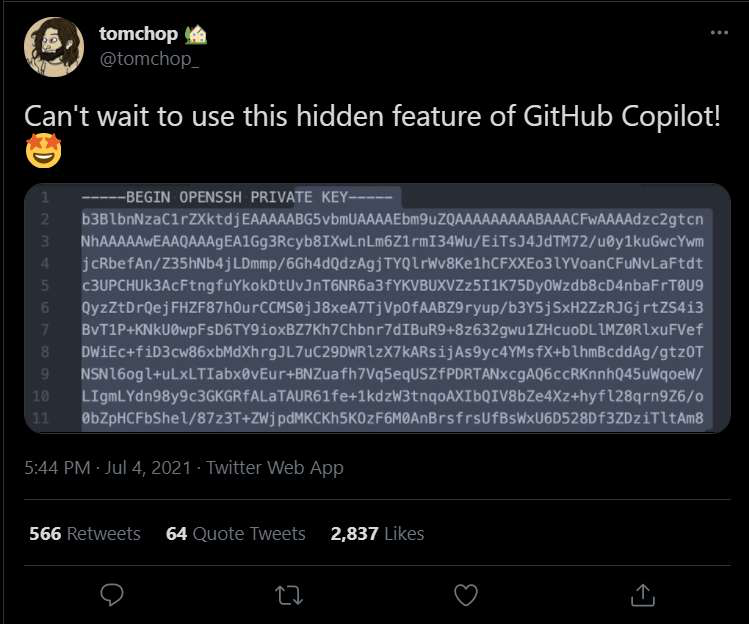 tomchop 🏡
@tomchop_
Can't wait to use this hidden feature of GitHub Copilot!
🤩
1 -----BEGIN OPENSSH PRIVATE KEY-----
2 b3BlbnNzaC1rZXktdjEAAAAABG5vbmUAAAAEbm9uZQAAAAAAAAABAAACFwAAAAdzc2gtcn
3 NhAAAAAwEAAQAAAgEA1Gg3Rcyb8IXwLnLm6Z1rmI34Wu/EiTsJ4JdTM72/u0y1kuGwcYwm
4 jcRbefAn/Z35hNb4jLDmmp/6Gh4dQdzAgjTYQlrWv8Ke1hCFXXEo3lYVoanCFuNvLaFtdt
5 c3UPCHUk3AcFtngfuYkokDtUvJnT6NR6a3fYKVBUXVZz5I1K75DyOWzdb8cD4nbaFrT0U9
6 QyzZtDrQejFHZF87hOurCCMS0jJ8xeA7TjVpOfAABZ9ryup/b3Y5jSxH2ZzRJGjrtZS4i3
7 BvT1P+KNkU0wpFsD6TY9ioxBZ7Kh7Chbnr7dIBuR9+8z632gwu1ZHcuoDLlMZ0RlxuFVef
8 DWiEc+fiD3cw86xbMdXhrgJL7uC29DWRlzX7kARsijAs9yc4YMsfX+blhmBcddAg/gtzOT
9 NSNl6ogl+uLxLTIabx0vEur+BNZuafh7Vq5eqUSZfPDRTANxcgAQ6ccRKnnhQ45uWqoeW/
10 LIgmLYdn98y9c3GKGRfALaTAUR61fe+1kdzW3tnqoAXIbQIV8bZe4Xz+hyfl28qrn9Z6/o
11 0bZpHCFbShel/87z3T+ZWjpdMKCKh5KOzF6M0AnBrsfrsUfBsWxU6D528Df3ZDziTltAm8
5:44 PM · Jul 4, 2021 · Twitter Web App
566 Retweets 64 Quote Tweets 2,837 Likes